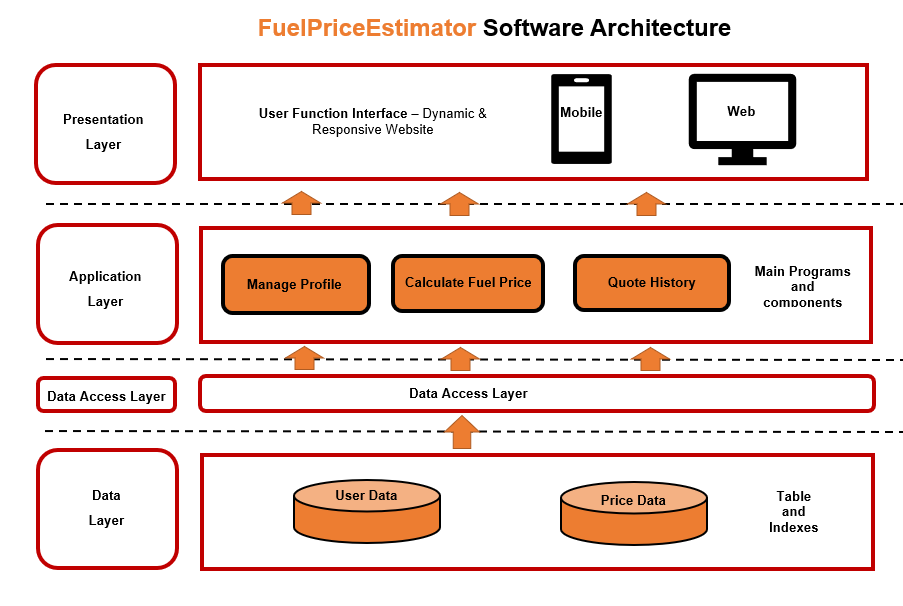 FuelPriceEstimator Software Architecture
Presentation
Layer
User Function Interface – Dynamic &
Responsive Website
Mobile
Web
Application
Layer
Manage Profile
Calculate Fuel Price
Quote History
Main Programs
and
components
Data Access Layer
Data Access Layer
Data
Layer
User Data
Price Data
Table
and
Indexes